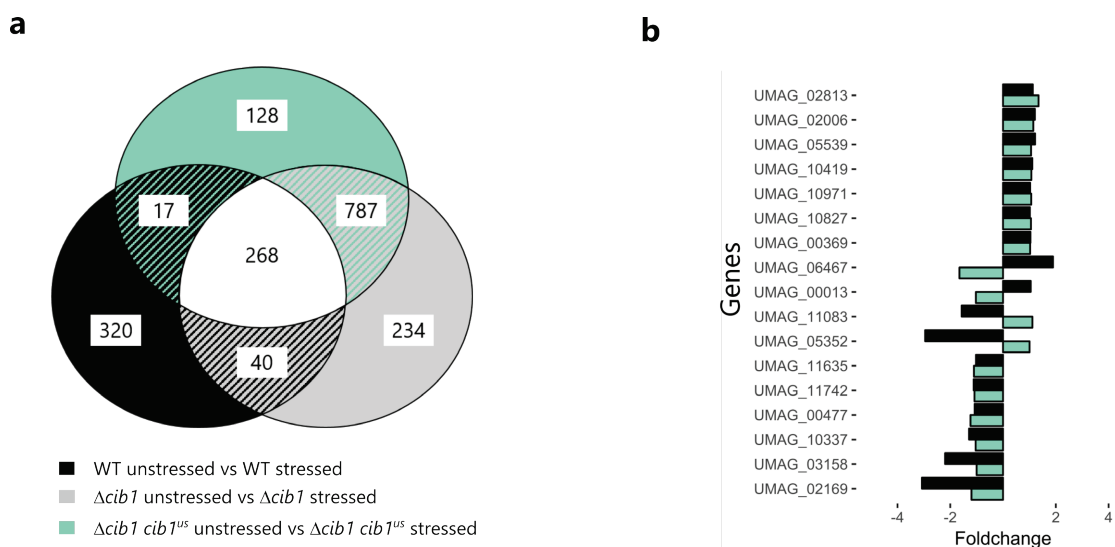 a
128
17
787
268
320
234
40
WT unstressed vs WT stressed
Δcib1 unstressed vs Δcib1 stressed
Δcib1 cib1us unstressed vs Δcib1 cib1us stressed
b
Genes
UMAG_02813
UMAG_02006
UMAG_05539
UMAG_10419
UMAG_10971
UMAG_10827
UMAG_00369
UMAG_06467
UMAG_00013
UMAG_11083
UMAG_05352
UMAG_11635
UMAG_11742
UMAG_00477
UMAG_10337
UMAG_03158
UMAG_02169
-4 -2 2 4
Foldchange